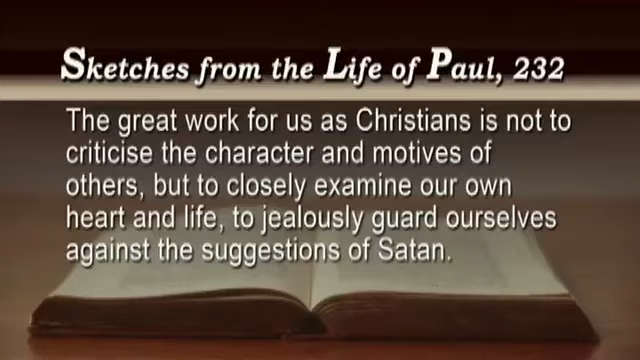 Sketches from the Life of Paul, 232
The great work for us as Christians is not to
criticise the character and motives of
others, but to closely examine our own
heart and life, to jealously guard ourselves
against the suggestions of Satan.